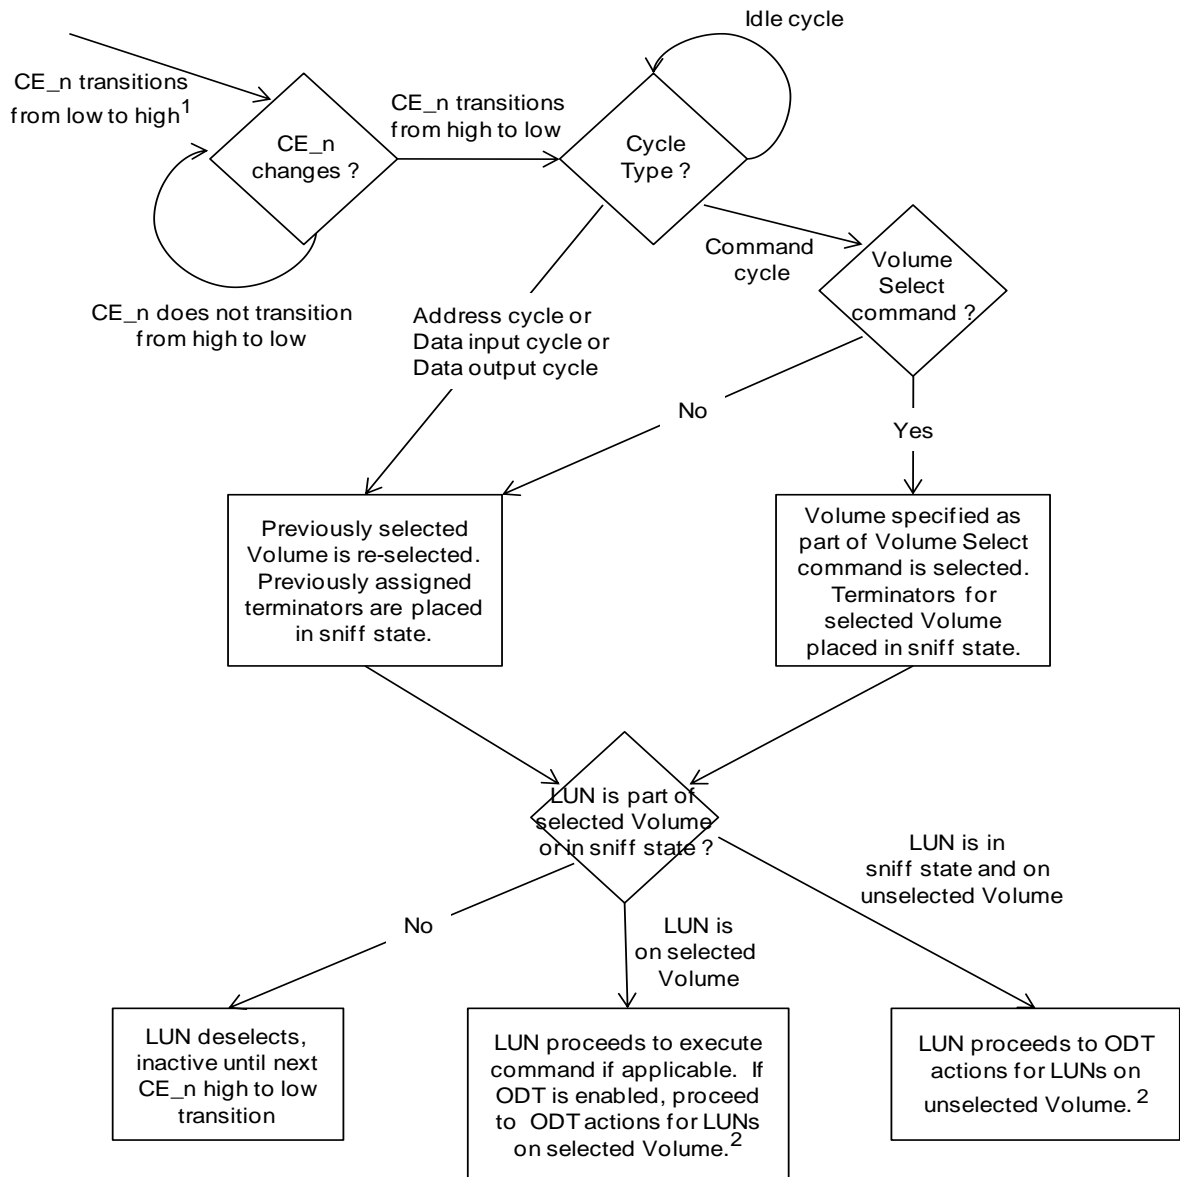 Idle cycle
CE_n transitions
from low to high1
CE_n
changes ?
CE_n transitions
from high to low
Cycle
Type ?
CE_n does not transition
from high to low
Command
cycle
Volume
Select
command ?
Address cycle or
Data input cycle or
Data output cycle
No
Yes
Previously selected
Volume is re-selected.
Previously assigned
terminators are placed
in sniff state.
Volume specified as
part of Volume Select
command is selected.
Terminators for
selected Volume
placed in sniff state.
LUN is part of
selected Volume
or in sniff state ?
No
LUN is
on selected
Volume
LUN is in
sniff state and on
unselected Volume
LUN deselects,
inactive until next
CE_n high to low
transition
LUN proceeds to execute
command if applicable. If
ODT is enabled, proceed
to ODT actions for LUNs
on selected Volume.2
LUN proceeds to ODT
actions for LUNs on
unselected Volume. 2